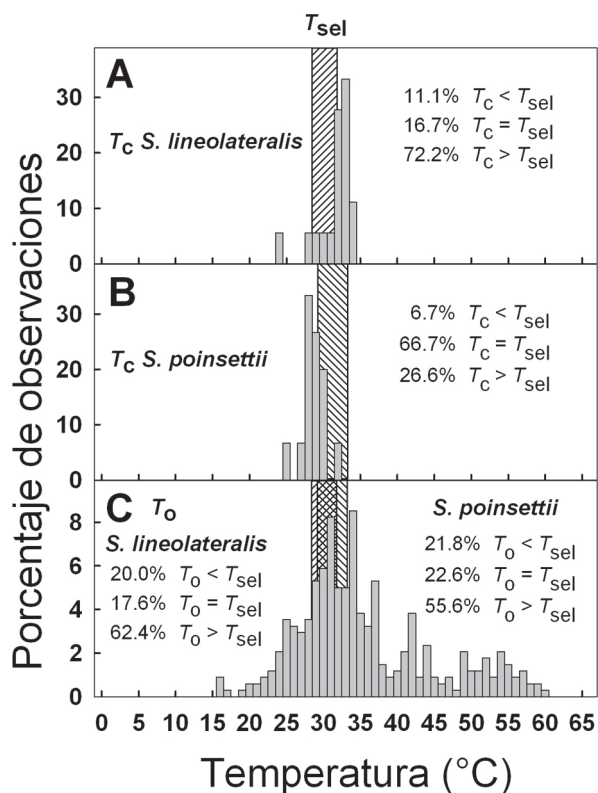 Tsel
A
Tc S. lineolateralis
11.1% Tc < Tsel
16.7% Tc = Tsel
72.2% Tc > Tsel
30
20
10
0
B
Tc S. poinsettii
6.7% Tc < Tsel
66.7% Tc = Tsel
26.6% Tc > Tsel
30
20
10
0
C To
S. lineolateralis
20.0% To < Tsel
17.6% To = Tsel
62.4% To > Tsel
S. poinsettii
21.8% To < Tsel
22.6% To = Tsel
55.6% To > Tsel
8
6
4
2
0
0 5 10 15 20 25 30 35 40 45 50 55 60 65
Porcentaje de observaciones
Temperatura (°C)